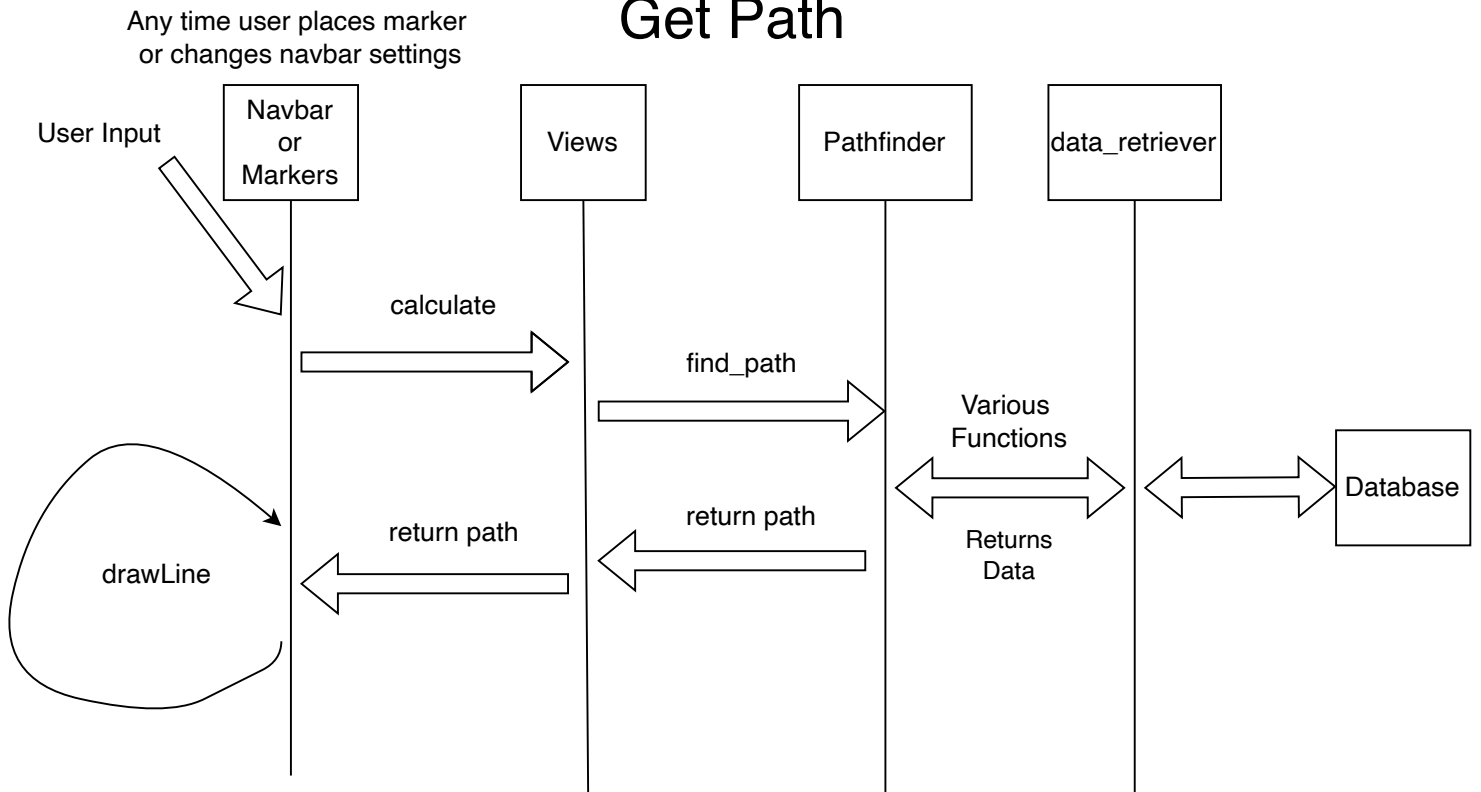 Get Path
Any time user places marker
or changes navbar settings
User Input
Navbar
or
Markers
Views
Pathfinder
data_retriever
calculate
find_path
Various
Functions
Database
return path
return path
Returns
Data
drawLine